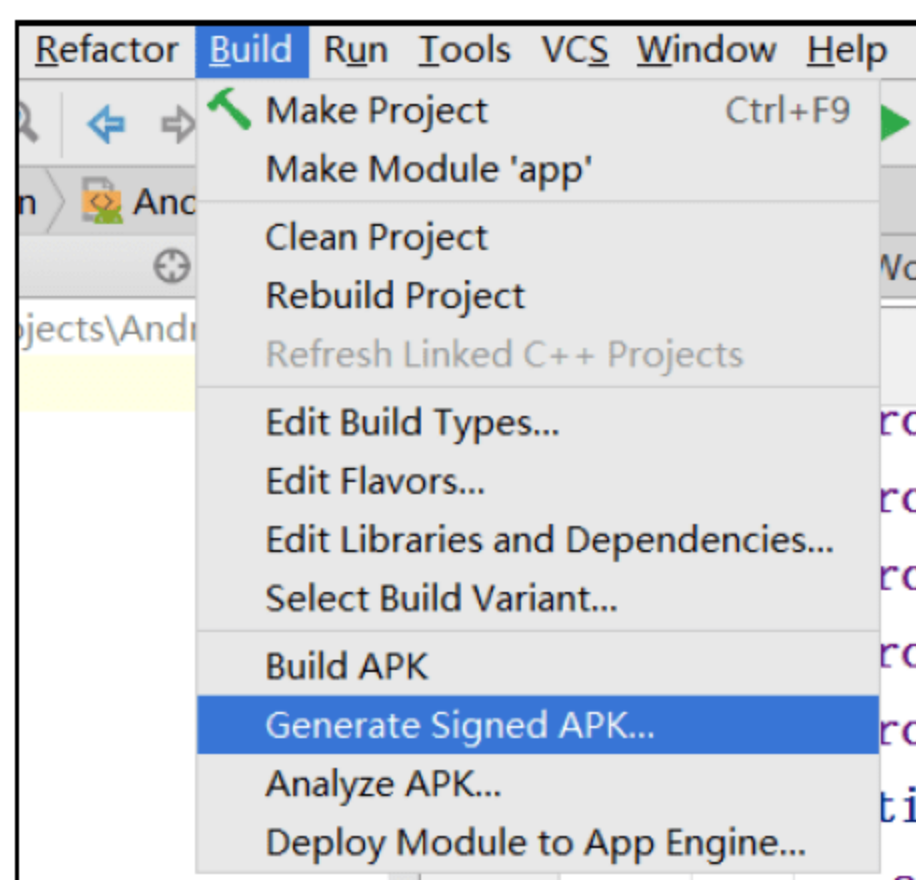 Refactor Build Run Tools VCS Window Help
Make Project Ctrl+F9
Make Module 'app'
Clean Project
Rebuild Project
Refresh Linked C++ Projects
Edit Build Types...
Edit Flavors...
Edit Libraries and Dependencies...
Select Build Variant...
Build APK
Generate Signed APK...
Analyze APK...
Deploy Module to App Engine...